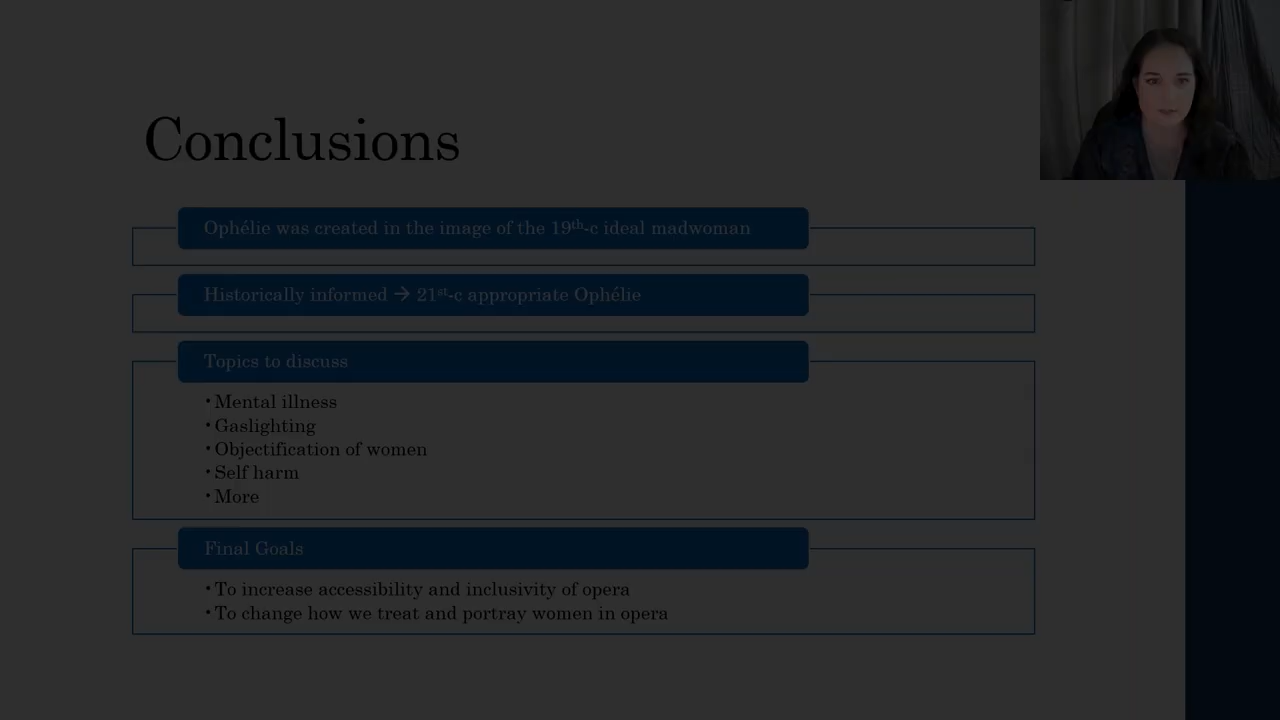 Conclusions
Ophélie was created in the image of the 19th-c ideal madwoman
Historically informed → 21st-c appropriate Ophélie
Topics to discuss
•Mental illness
•Gaslighting
•Objectification of women
•Self harm
•More
Final Goals
•To increase accessibility and inclusivity of opera
•To change how we treat and portray women in opera